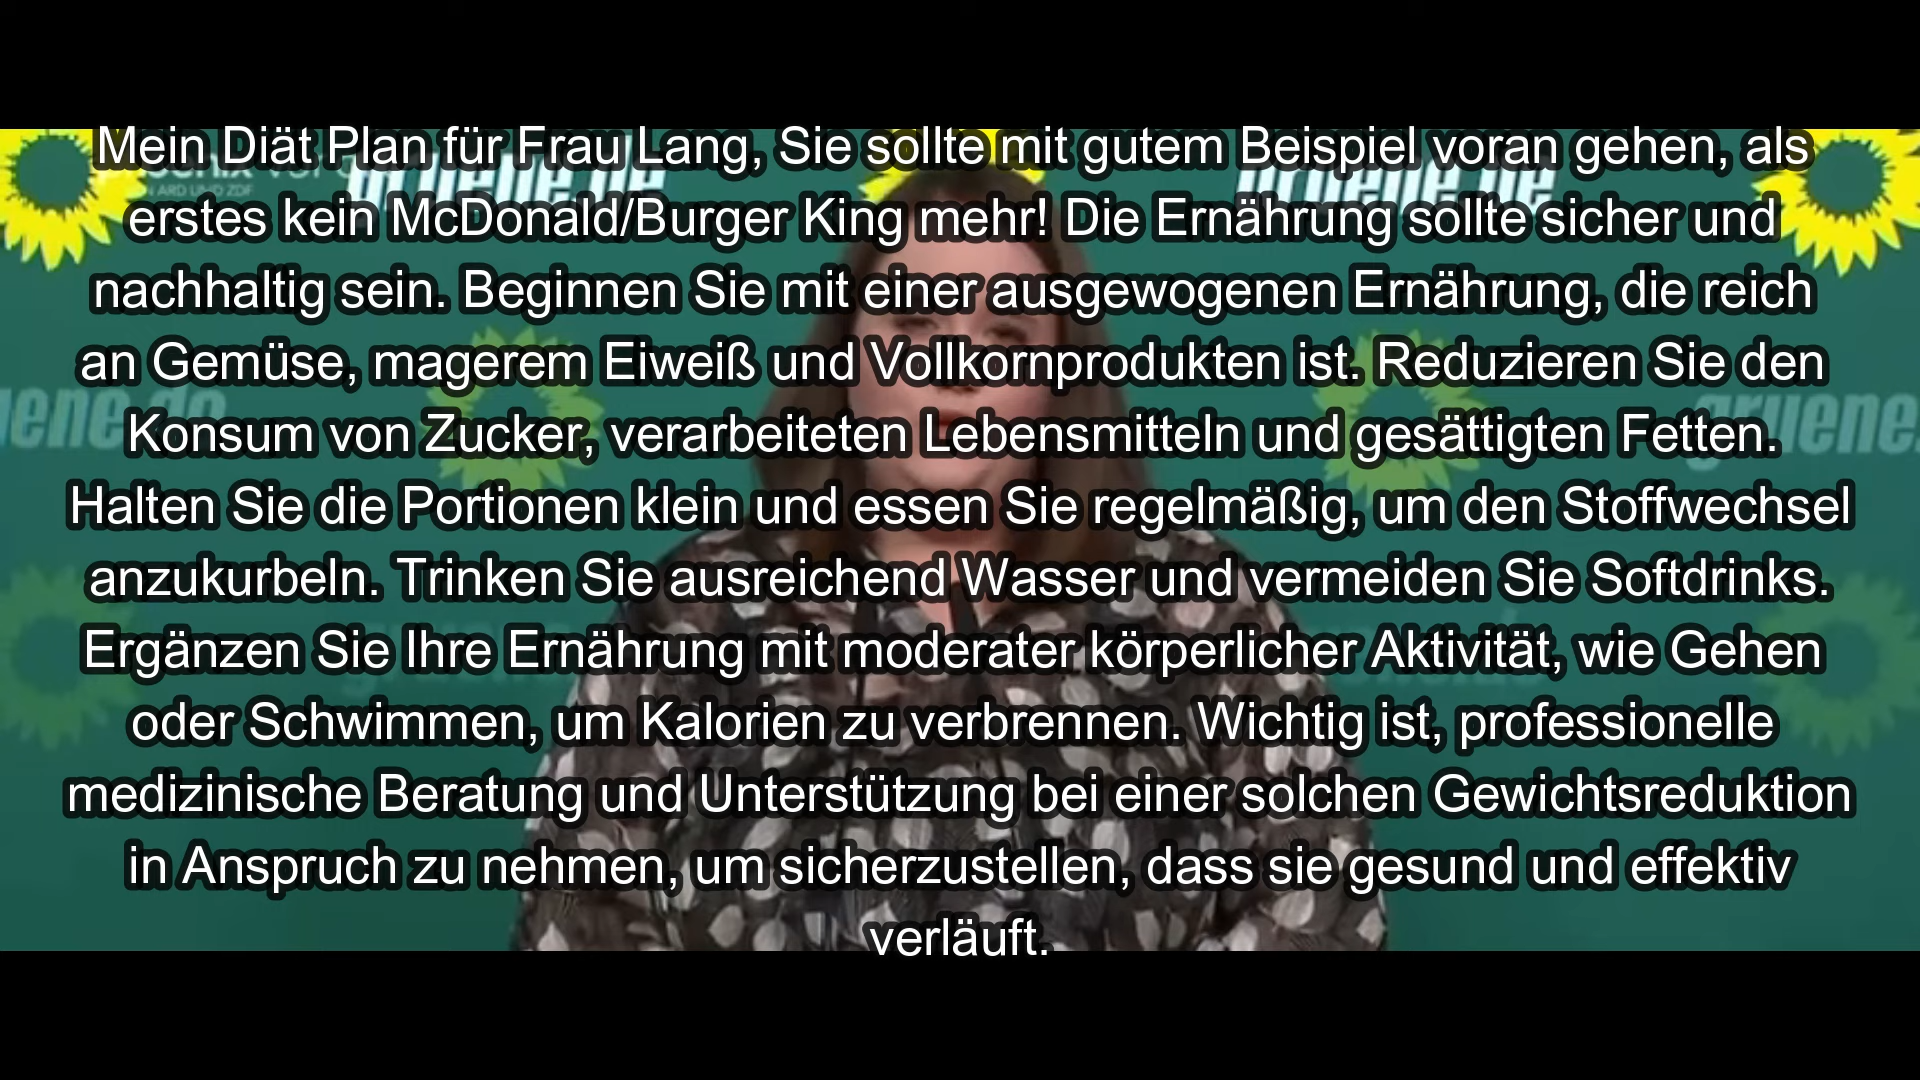 Mein Diät Plan für Frau Lang, Sie sollte mit gutem Beispiel voran gehen, als
erstes kein McDonald/Burger King mehr! Die Ernährung sollte sicher und
nachhaltig sein. Beginnen Sie mit einer ausgewogenen Ernährung, die reich
an Gemüse, magerem Eiweiß und Vollkornprodukten ist. Reduzieren Sie den
Konsum von Zucker, verarbeiteten Lebensmitteln und gesättigten Fetten.
Halten Sie die Portionen klein und essen Sie regelmäßig, um den Stoffwechsel
anzukurbeln. Trinken Sie ausreichend Wasser und vermeiden Sie Softdrinks.
Ergänzen Sie Ihre Ernährung mit moderater körperlicher Aktivität, wie Gehen
oder Schwimmen, um Kalorien zu verbrennen. Wichtig ist, professionelle
medizinische Beratung und Unterstützung bei einer solchen Gewichtsreduktion
in Anspruch zu nehmen, um sicherzustellen, dass sie gesund und effektiv
verläuft.
gruene.de
gruene.de